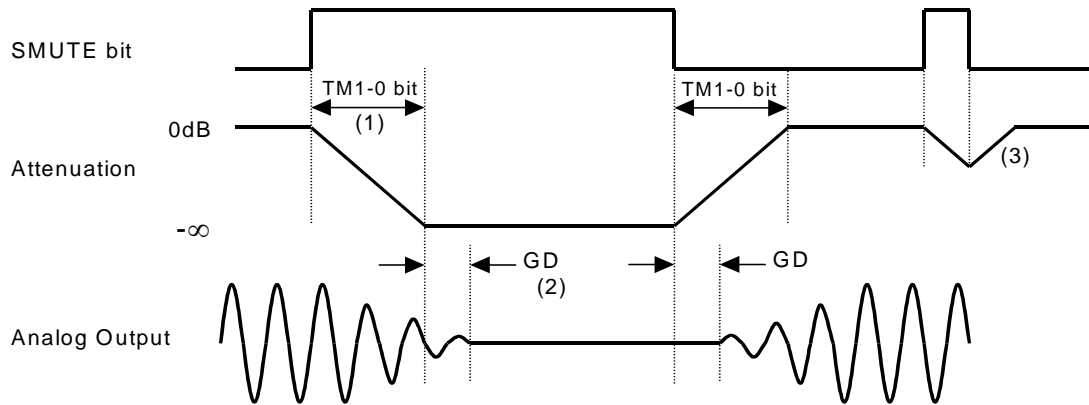 SMUTE bit
TM1-0 bit
TM1-0 bit
(1)
0dB
Attenuation
(3)
-∞
GD
GD
(2)
Analog Output